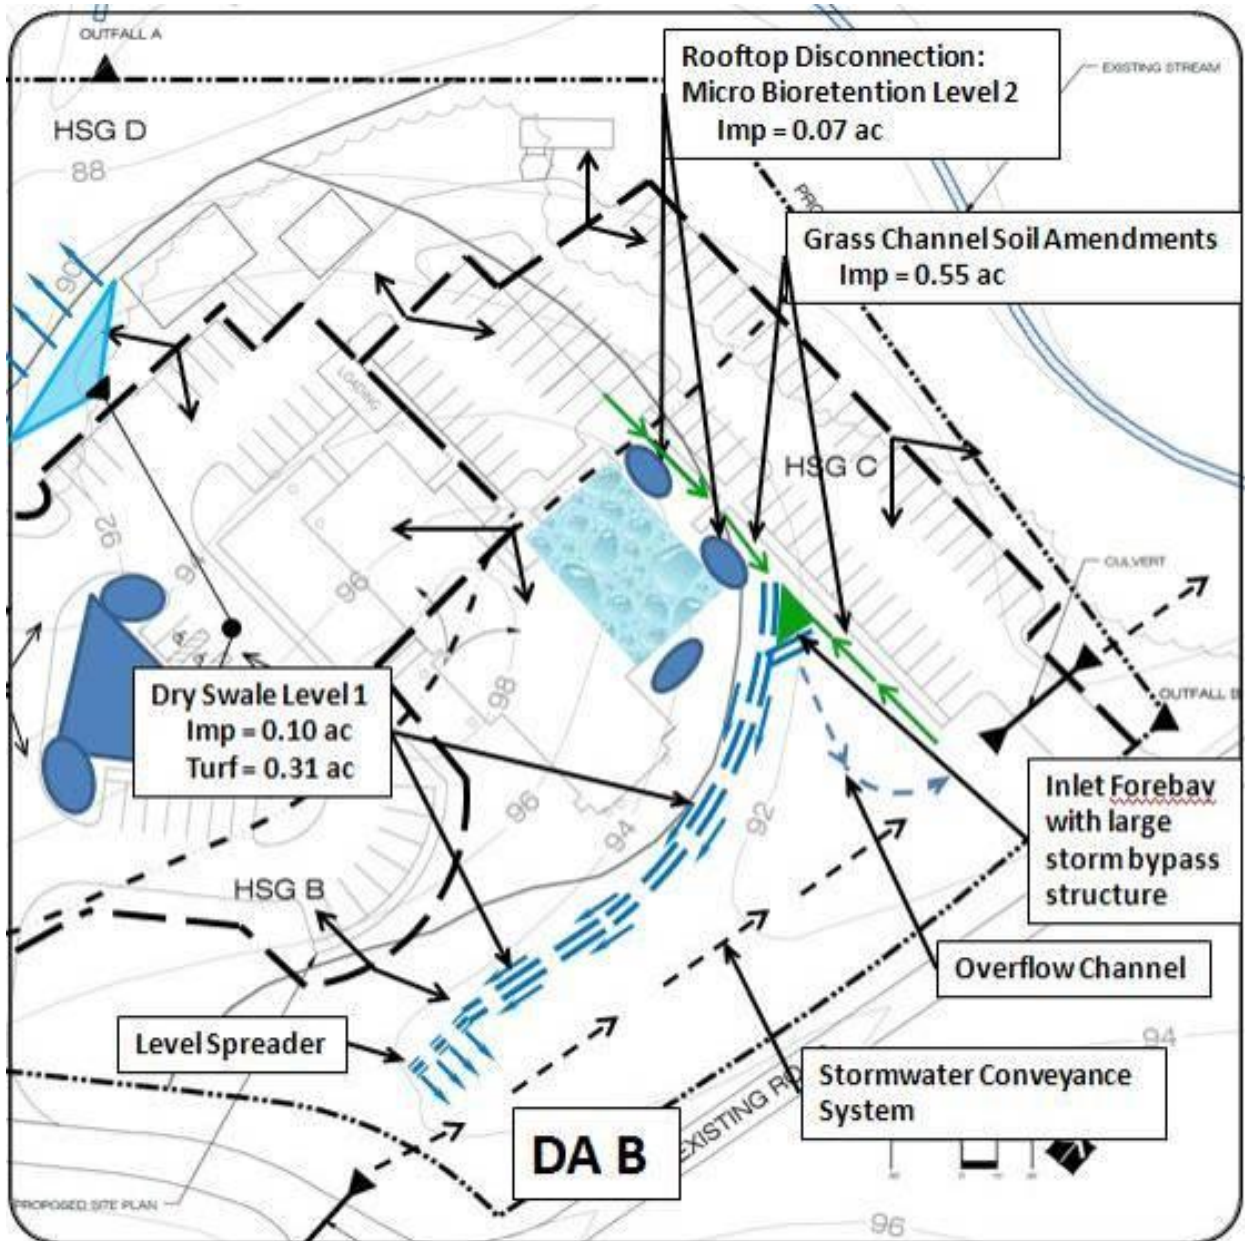 OUTFALL A
Rooftop Disconnection:
Micro Bioretention Level 2
Imp = 0.07 ac
EXISTING STREAM
HSG D
88
Grass Channel Soil Amendments
Imp = 0.55 ac
90
LOADING
HSG C
92
94
96
CULVERT
OUTFALL B
98
Dry Swale Level 1
Imp = 0.10 ac
Turf = 0.31 ac
96
94
92
Inlet Forebay
with large
storm bypass
structure
HSG B
Overflow Channel
Level Spreader
94
Stormwater Conveyance
System
DA B
EXISTING
PROPOSED SITE PLAN
96